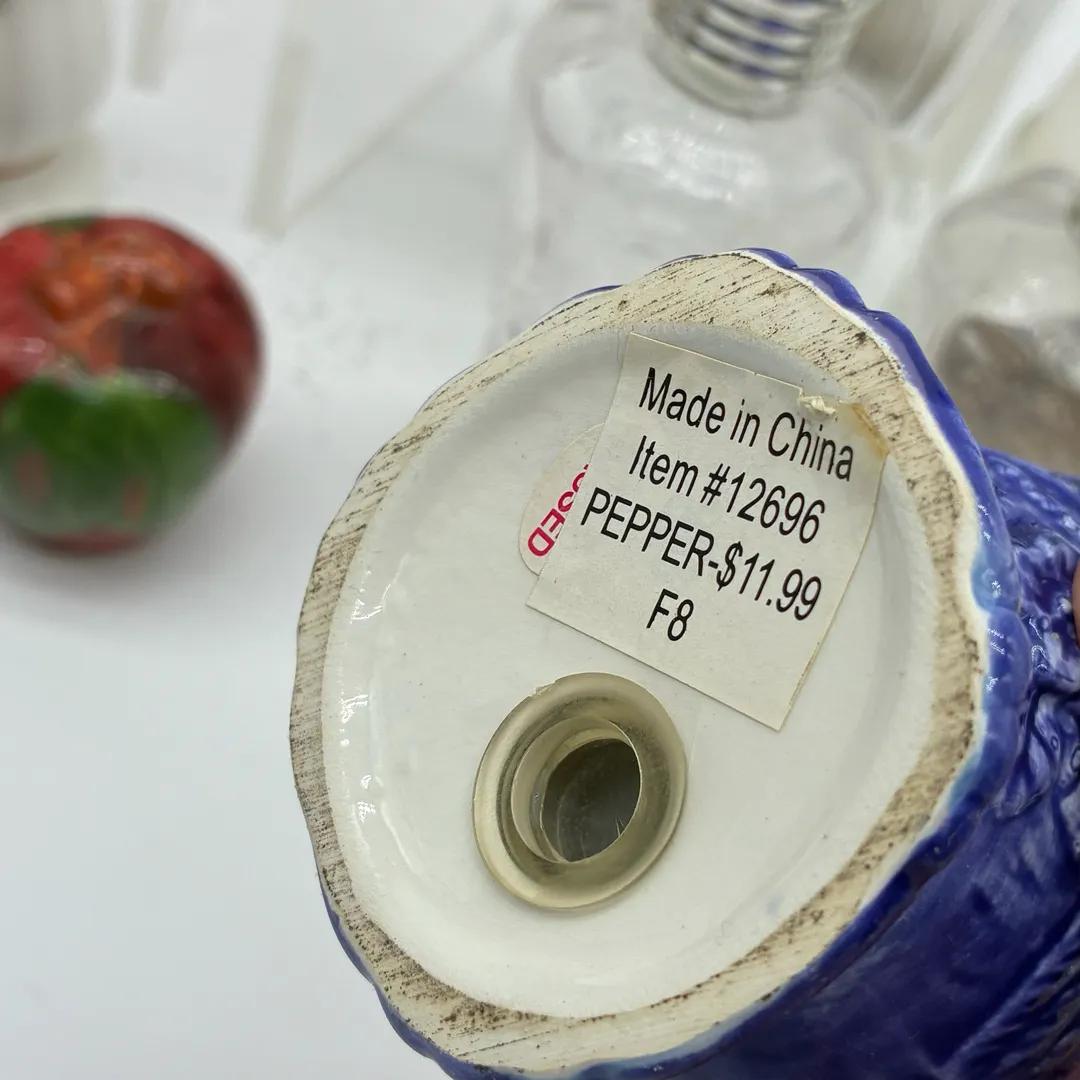 Made in China
Item #12696
PEPPER-$11.99
F8